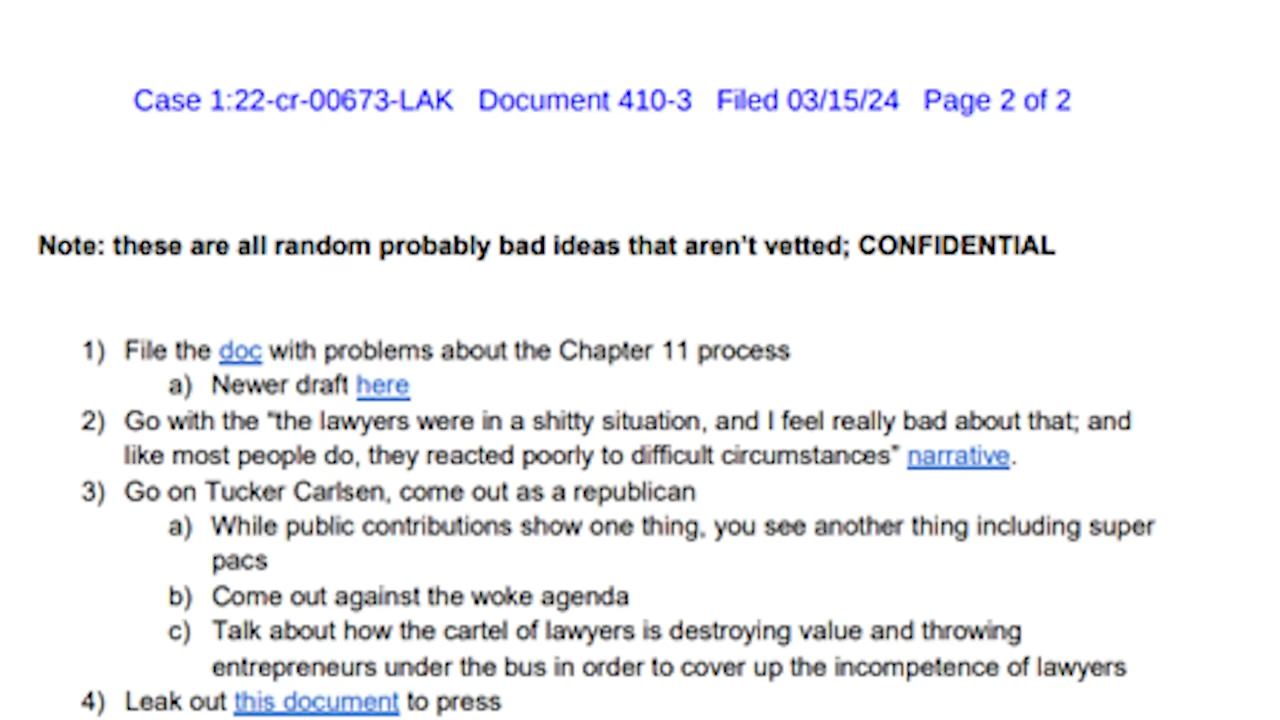 Case 1:22-cr-00673-LAK Document 410-3 Filed 03/15/24 Page 2 of 2
Note: these are all random probably bad ideas that aren't vetted; CONFIDENTIAL
1) File the doc with problems about the Chapter 11 process
a) Newer draft here
2) Go with the "the lawyers were in a shitty situation, and I feel really bad about that; and
like most people do, they reacted poorly to difficult circumstances" narrative.
3) Go on Tucker Carlsen, come out as a republican
a) While public contributions show one thing, you see another thing including super
pacs
b) Come out against the woke agenda
c) Talk about how the cartel of lawyers is destroying value and throwing
entrepreneurs under the bus in order to cover up the incompetence of lawyers
4) Leak out this document to press